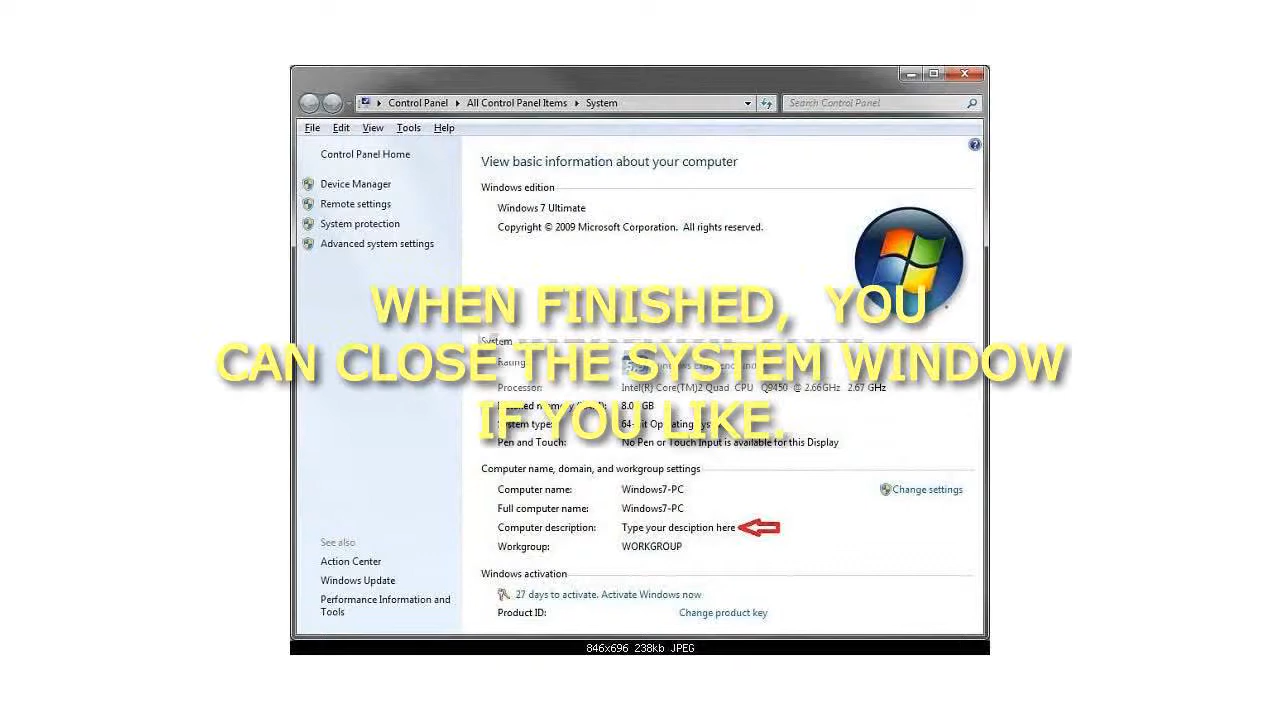 Control Panel
All Control Panel Items
System
Search Control Panel
File Edit View Tools Help
Control Panel Home
Device Manager
Remote settings
System protection
Advanced system settings
See also
Action Center
Windows Update
Performance Information and
Tools
View basic information about your computer
Windows edition
Windows 7 Ultimate
Copyright © 2009 Microsoft Corporation. All rights reserved.
WHEN FINISHED, YOU
CAN CLOSE THE SYSTEM WINDOW
IF YOU LIKE.
System
Rating:
Processor: Intel(R) Core(TM)2 Quad CPU Q9450 @ 2.66GHz 2.67 GHz
System type:
Pen and Touch: No Pen or Touch Input is available for this Display
Computer name, domain, and workgroup settings
Computer name: Windows7-PC
Change settings
Full computer name: Windows7-PC
Computer description: Type your desciption here
Workgroup: WORKGROUP
Windows activation
27 days to activate. Activate Windows now
Product ID:
Change product key
846x696 238kb JPEG